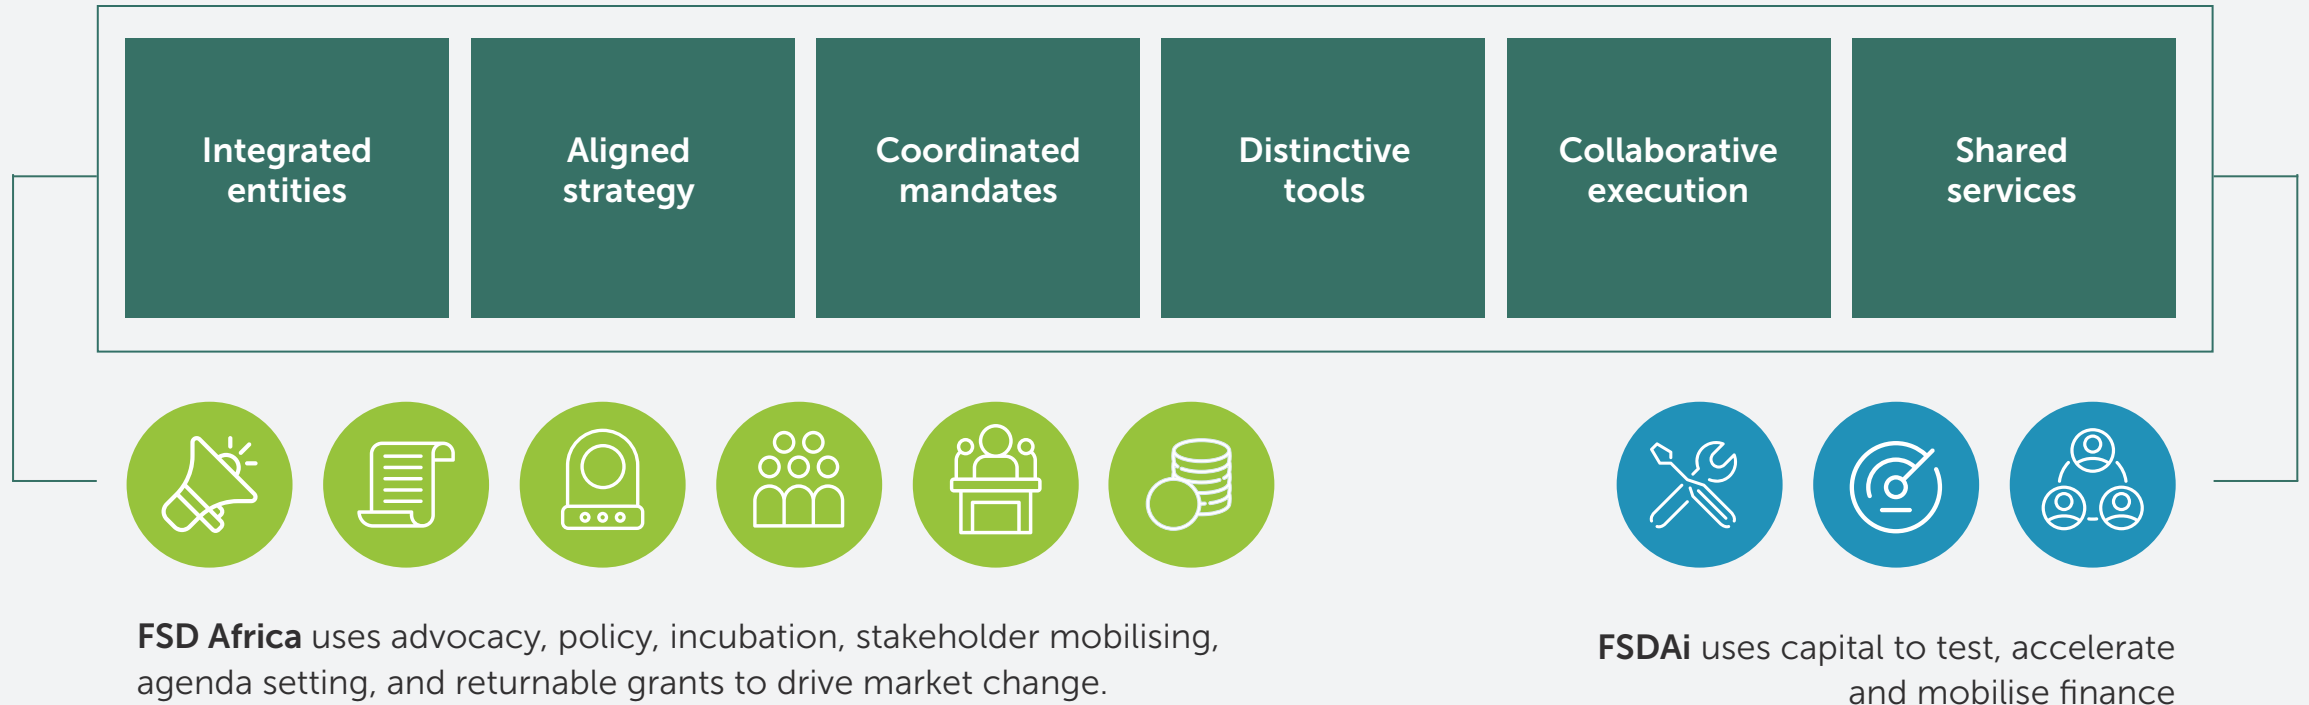 Integrated
entities
Aligned
strategy
Coordinated
mandates
Distinctive
tools
Collaborative
execution
Shared
services
FSD Africa uses advocacy, policy, incubation, stakeholder mobilising,
agenda setting, and returnable grants to drive market change.
FSDAi uses capital to test, accelerate
and mobilise finance